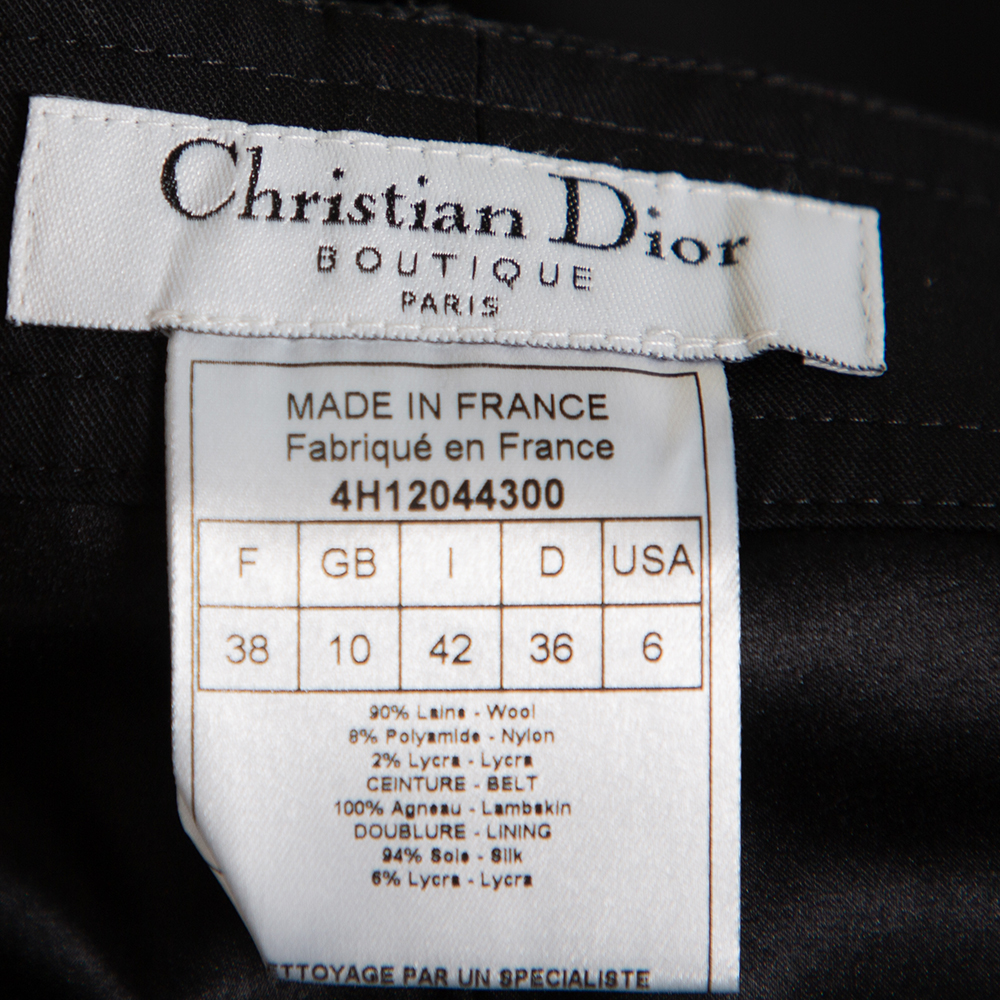 Christian Dior
BOUTIQUE
PARIS
MADE IN FRANCE
Fabriqué en France
4H12044300
F GB I D USA
38 10 42 36 6
90% Laine - Wool
8% Polyamide - Nylon
2% Lycra - Lycra
CEINTURE - BELT
100% Agneau - Lambskin
DOUBLURE - LINING
94% Soie - Silk
6% Lycra - Lycra
ETTOYAGE PAR UN SPECIALISTE